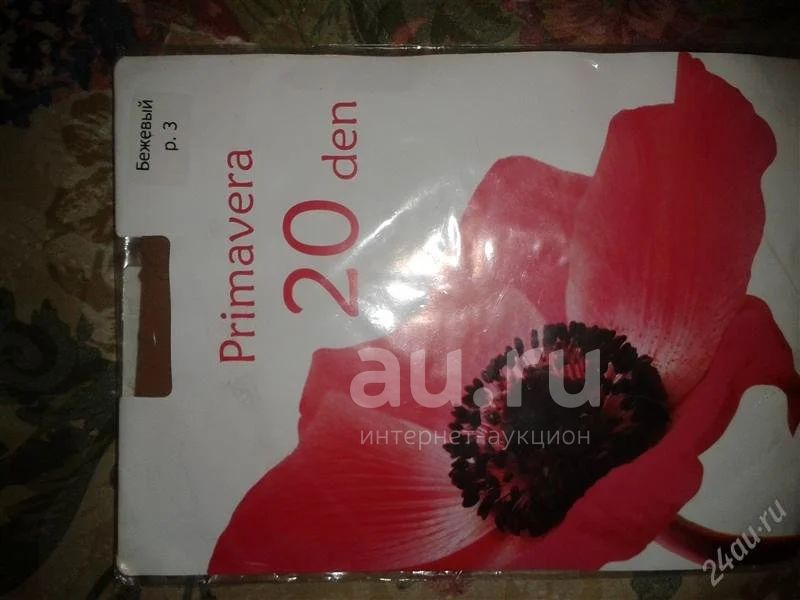 Бежевый
р. 3
Primavera
20 den
au.ru
интернет-аукцион
24au.ru